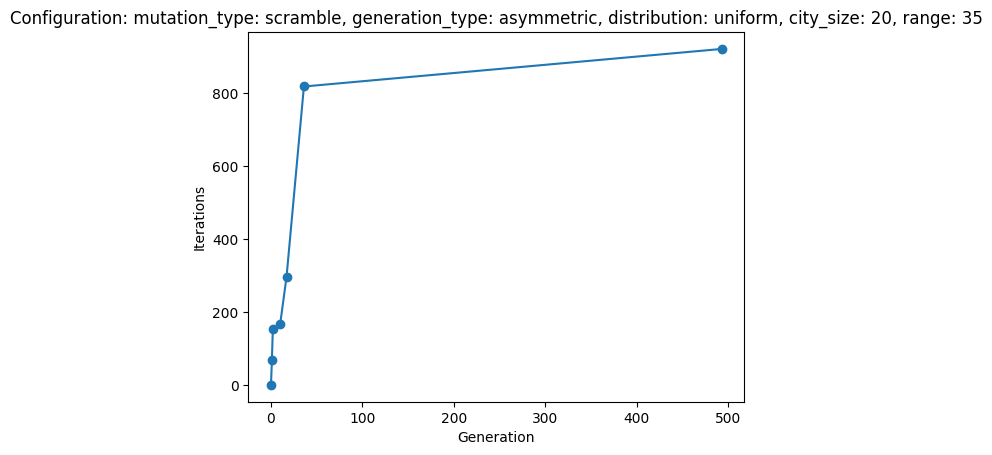 Configuration: mutation_type: scramble, generation_type: asymmetric, distribution: uniform, city_size: 20, range: 35
800
600
400
200
0
Iterations
0 100 200 300 400 500
Generation